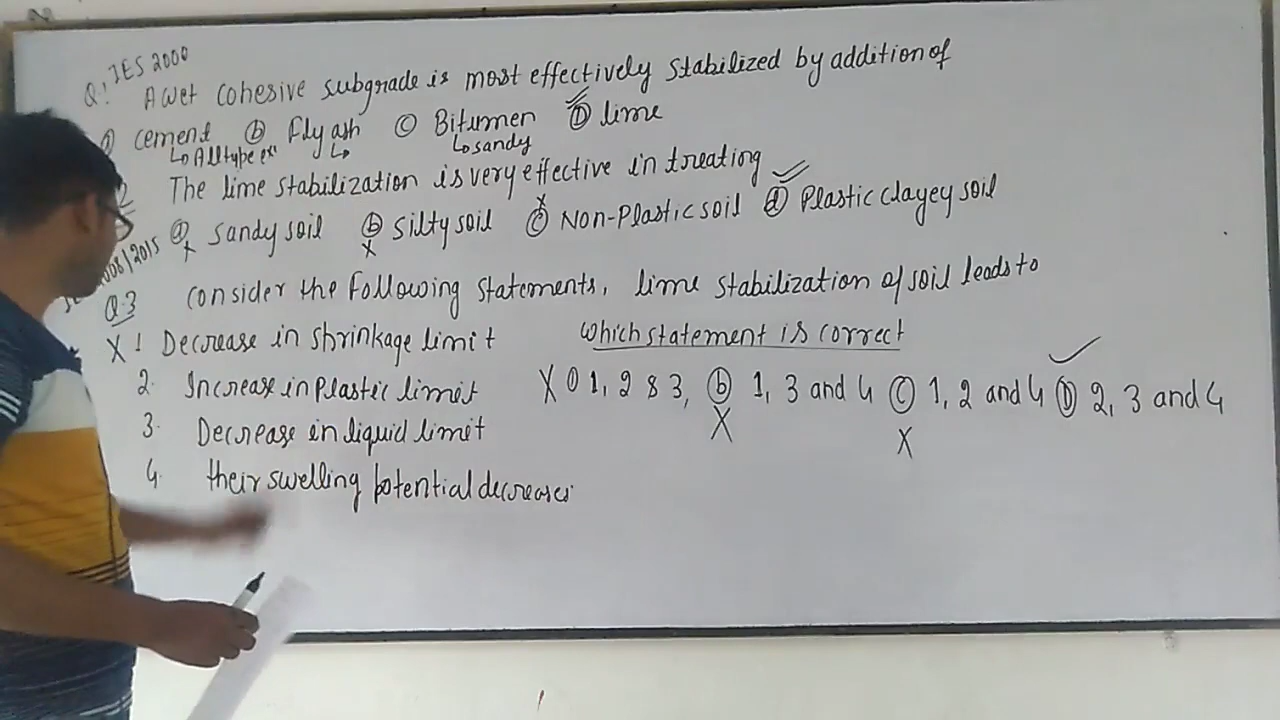 Q! IES 2000
A wet cohesive subgrade is most effectively stabilized by addition of
cement ⓑ Fly ash ⓒ Bitumen ⓓ lime
↳ All type ↳ ↳ sandy
The lime stabilization is very effective in treating
ⓐ sandy soil ⓑ silty soil ⓒ Non-Plastic soil ⓓ Plastic clayey soil
008/2015
Q.3 consider the following statements, lime stabilization of soil leads to
X 1 Decrease in shrinkage limit which statement is correct
2. Increase in Plastic limit X 1, 2 & 3, ⓑ 1, 3 and 4 ⓒ 1, 2 and 4 ⓓ 2, 3 and 4
3. Decrease in liquid limit
4. their swelling potential decreases